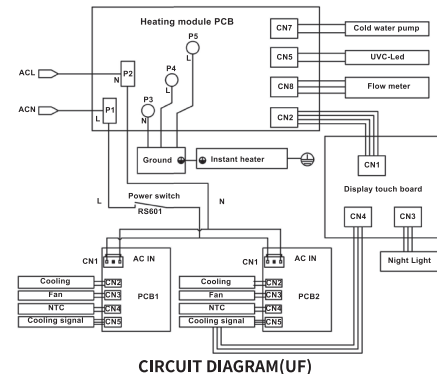 Heating module PCB
CN7
Cold water pump
P5
L
CN5
UVC-Led
ACL
P2
N
P4
L
CN8
Flow meter
ACN
P1
L
P3
N
CN2
CN1
Ground
Instant heater
Display touch board
Power switch
L
N
RS601
CN4
CN3
CN1
AC IN
CN1
AC IN
Night Light
Cooling
CN2
Cooling
CN2
Fan
CN3
PCB1
Fan
CN3
PCB2
NTC
CN4
NTC
CN4
Cooling signal
CN5
Cooling signal
CN5
CIRCUIT DIAGRAM(UF)